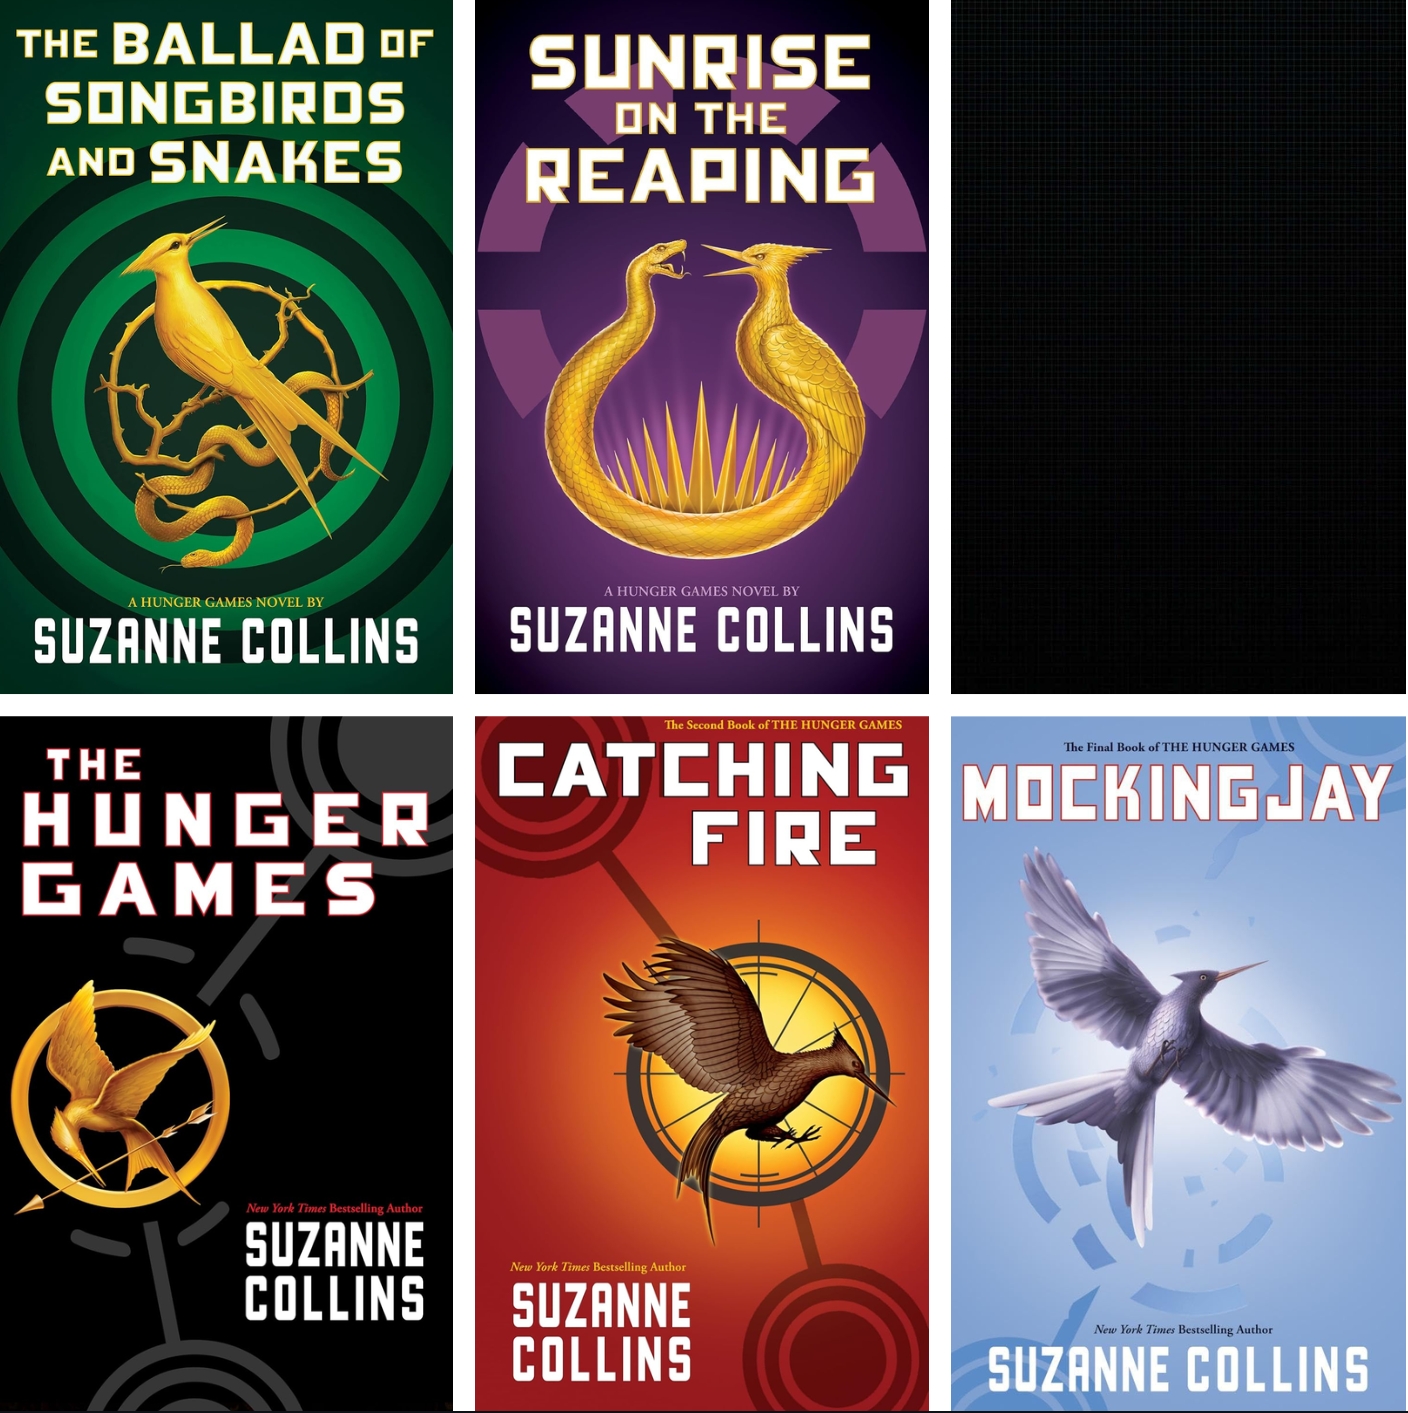 THE BALLAD OF
SONGBIRDS
AND SNAKES
A HUNGER GAMES NOVEL BY
SUZANNE COLLINS
SUNRISE
ON THE
REAPING
A HUNGER GAMES NOVEL BY
SUZANNE COLLINS
THE
HUNGER
GAMES
New York Times Bestselling Author
SUZANNE
COLLINS
The Second Book of THE HUNGER GAMES
CATCHING
FIRE
New York Times Bestselling Author
SUZANNE
COLLINS
The Final Book of THE HUNGER GAMES
MOCKINGJAY
New York Times Bestselling Author
SUZANNE COLLINS